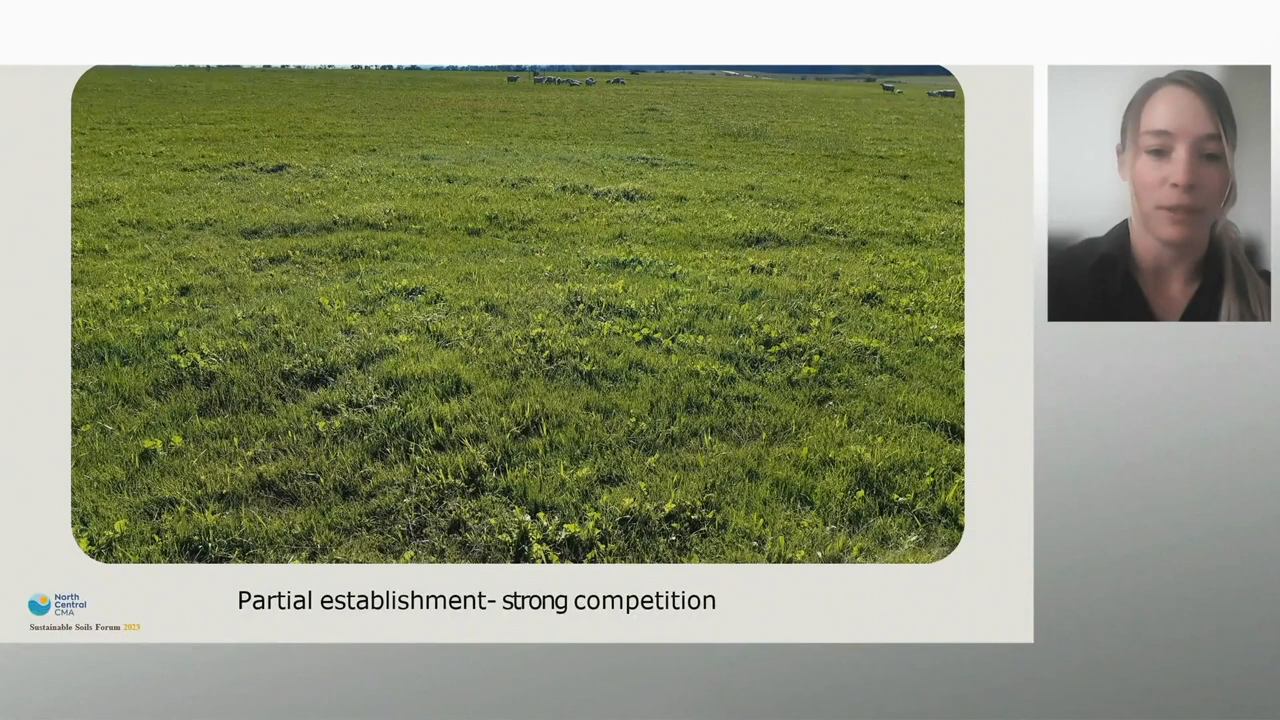 Partial establishment- strong competition
North
Central
CMA
Sustainable Soils Forum 2023